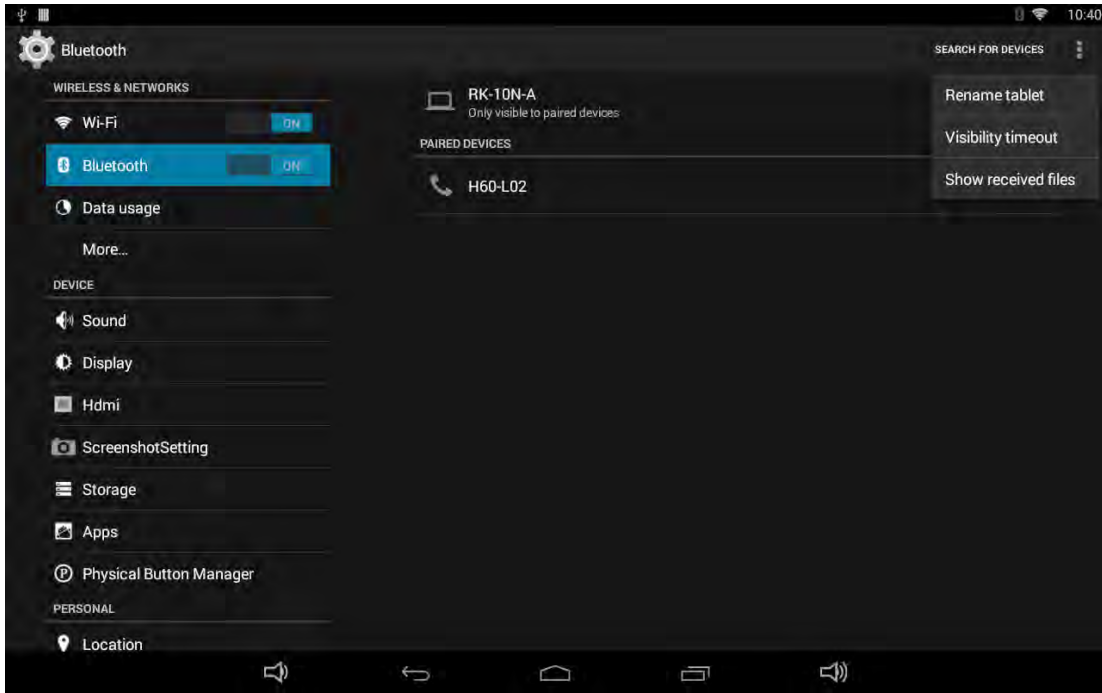 10:40
Bluetooth
SEARCH FOR DEVICES
WIRELESS & NETWORKS
Wi-Fi
ON
Bluetooth
ON
Data usage
More...
DEVICE
Sound
Display
Hdmi
ScreenshotSetting
Storage
Apps
P
Physical Button Manager
PERSONAL
Location
RK-10N-A
Only visible to paired devices
PAIRED DEVICES
H60-L02
Rename tablet
Visibility timeout
Show received files